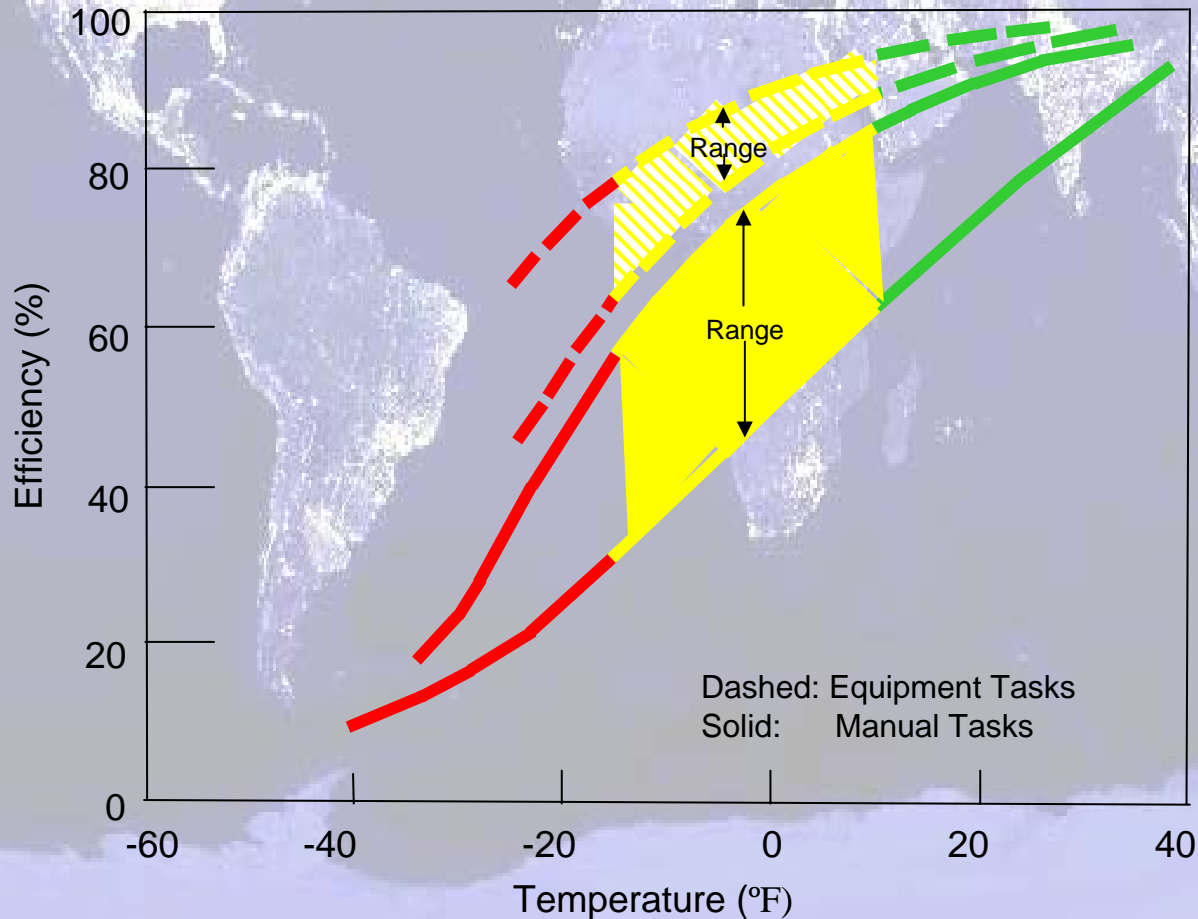 100
80
60
40
20
0
Efficiency (%)
Range
Range
Dashed: Equipment Tasks
Solid: Manual Tasks
-60 -40 -20 0 20 40
Temperature (ºF)